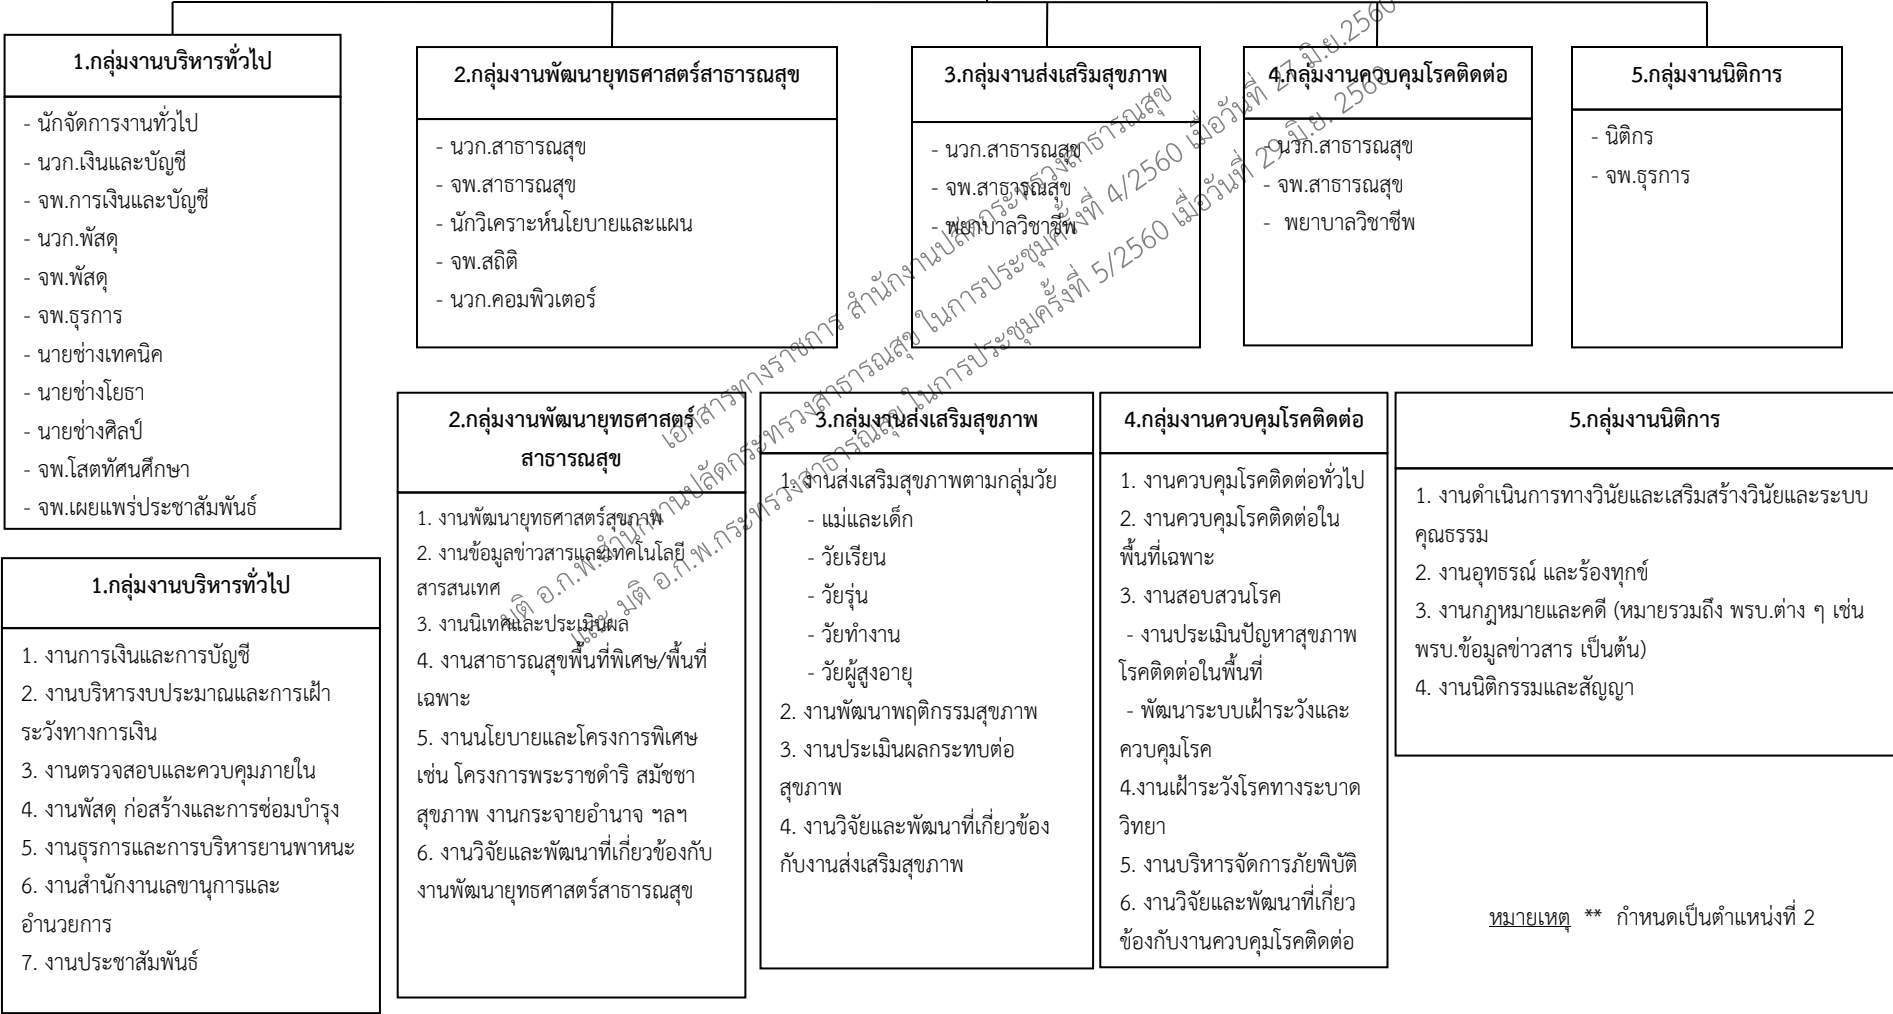 1.กลุ่มงานบริหารทั่วไป
- นักจัดการงานทั่วไป
- นวก.เงินและบัญชี
- จพ.การเงินและบัญชี
- นวก.พัสดุ
- จพ.พัสดุ
- จพ.ธุรการ
- นายช่างเทคนิค
- นายช่างโยธา
- นายช่างศิลป์
- จพ.โสตทัศนศึกษา
- จพ.เผยแพร่ประชาสัมพันธ์
2.กลุ่มงานพัฒนายุทธศาสตร์สาธารณสุข
- นวก.สาธารณสุข
- จพ.สาธารณสุข
- นักวิเคราะห์นโยบายและแผน
- จพ.สถิติ
- นวก.คอมพิวเตอร์
3.กลุ่มงานส่งเสริมสุขภาพ
- นวก.สาธารณสุข
- จพ.สาธารณสุข
- พยาบาลวิชาชีพ
4.กลุ่มงานควบคุมโรคติดต่อ
- นวก.สาธารณสุข
- จพ.สาธารณสุข
- พยาบาลวิชาชีพ
5.กลุ่มงานนิติการ
- นิติกร
- จพ.ธุรการ
1.กลุ่มงานบริหารทั่วไป
1. งานการเงินและการบัญชี
2. งานบริหารงบประมาณและการเฝ้า
ระวังทางการเงิน
3. งานตรวจสอบและควบคุมภายใน
4. งานพัสดุ ก่อสร้างและการซ่อมบำรุง
5. งานธุรการและการบริหารยานพาหนะ
6. งานสำนักงานเลขานุการและ
อำนวยการ
7. งานประชาสัมพันธ์
2.กลุ่มงานพัฒนายุทธศาสตร์
สาธารณสุข
1. งานพัฒนายุทธศาสตร์สุขภาพ
2. งานข้อมูลข่าวสารและเทคโนโลยี
สารสนเทศ
3. งานนิเทศและประเมินผล
4. งานสาธารณสุขพื้นที่พิเศษ/พื้นที่
เฉพาะ
5. งานนโยบายและโครงการพิเศษ
เช่น โครงการพระราชดำริ สมัชชา
สุขภาพ งานกระจายอำนาจ ฯลฯ
6. งานวิจัยและพัฒนาที่เกี่ยวข้องกับ
งานพัฒนายุทธศาสตร์สาธารณสุข
3.กลุ่มงานส่งเสริมสุขภาพ
1. งานส่งเสริมสุขภาพตามกลุ่มวัย
- แม่และเด็ก
- วัยเรียน
- วัยรุ่น
- วัยทำงาน
- วัยผู้สูงอายุ
2. งานพัฒนาพฤติกรรมสุขภาพ
3. งานประเมินผลกระทบต่อ
สุขภาพ
4. งานวิจัยและพัฒนาที่เกี่ยวข้อง
กับงานส่งเสริมสุขภาพ
4.กลุ่มงานควบคุมโรคติดต่อ
1. งานควบคุมโรคติดต่อทั่วไป
2. งานควบคุมโรคติดต่อใน
พื้นที่เฉพาะ
3. งานสอบสวนโรค
- งานประเมินปัญหาสุขภาพ
โรคติดต่อในพื้นที่
- พัฒนาระบบเฝ้าระวังและ
ควบคุมโรค
4.งานเฝ้าระวังโรคทางระบาด
วิทยา
5. งานบริหารจัดการภัยพิบัติ
6. งานวิจัยและพัฒนาที่เกี่ยว
ข้องกับงานควบคุมโรคติดต่อ
5.กลุ่มงานนิติการ
1. งานดำเนินการทางวินัยและเสริมสร้างวินัยและระบบ
คุณธรรม
2. งานอุทธรณ์ และร้องทุกข์
3. งานกฎหมายและคดี (หมายรวมถึง พรบ.ต่าง ๆ เช่น
พรบ.ข้อมูลข่าวสาร เป็นต้น)
4. งานนิติกรรมและสัญญา
หมายเหตุ ** กำหนดเป็นตำแหน่งที่ 2
เอกสารทางราชการ สำนักงานปลัดกระทรวงสาธารณสุข
มติ อ.ก.พ.สำนักงานปลัดกระทรวงสาธารณสุข ในการประชุมครั้งที่ 4/2560 เมื่อวันที่ 27 มิ.ย.2560
และ มติ อ.ก.พ.กระทรวงสาธารณสุข ในการประชุมครั้งที่ 5/2560 เมื่อวันที่ 29 มิ.ย. 2560